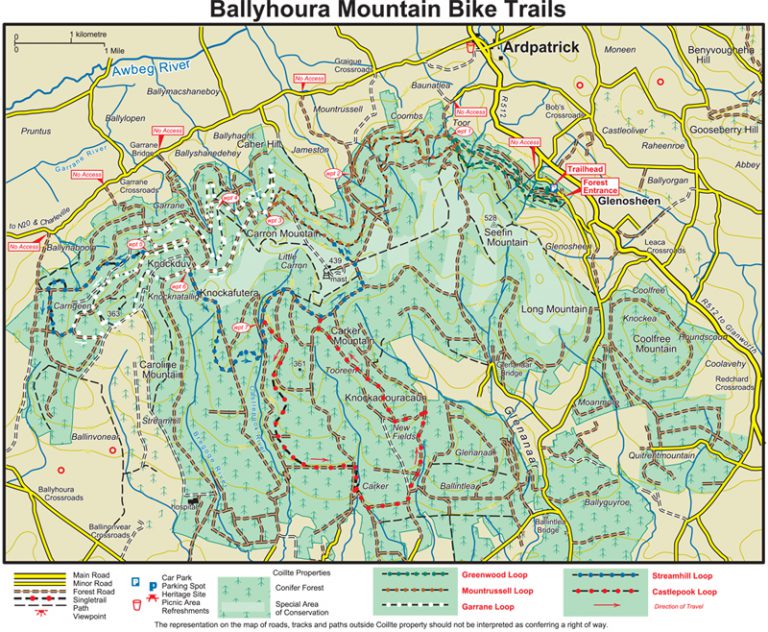 Ballyhoura Mountain Bike Trails
0 1 kilometre
0 1 Mile
Ardpatrick
Moneen
Benyvougheha
Hill
Awbeg River
Graigue
Crossroads
Baunatlea
No Access
Ballymacshaneboy
Mountrussell
Coombs
No Access
Toor
wpt 1
R512
Bob's
Crossroads
Castleoliver
Gooseberry Hill
Raheenroe
Pruntus
Ballylopen
No Access
Ballyhaght
Garrane
Bridge
Caher Hill
Ballyshanedehey
Jameston
No Access
Abbey
Garrane River
wpt 2
Trailhead
Forest
Entrance
Ballyorgan
No Access
Garrane
Crossroads
wpt 4
Glenosheen
Garrane
wpt 3
528
Seefin
Mountain
to N20 & Charleville
Carron Mountain
No Access
Ballynaboola
wpt 5
Glenosheen
Leaca
Crossroads
Little
Carron
439
mast
Knockduv
wpt 6
Knocknatallig
Knockafutera
Coolfree
R512 to Glanworth
Carrigeen
363
Long Mountain
Knockea
wpt 7
Carker
Mountain
Coolfree
Mountain
Houndscourt
Caroline
Mountain
361
Tooreen
Glenanaar
Bridge
Coolavehy
Redchard
Crossroads
Knockadouracaun
Moanmore
Streamhill
New
Fields
Glenanaar
Ballinvonear
Glenanaar
Quitrentmountain
Ballyhoura
Crossroads
Carker
Ballintlea
hospital
Ballyguyroe
Ballinonvear
Crossroads
Ballintlea
Bridge
Main Road
Minor Road
Forest Road
Singletrail
Path
Viewpoint
P Car Park
P Parking Spot
Heritage Site
Picnic Area
Refreshments
Coillte Properties
Conifer Forest
Special Area
of Conservation
Greenwood Loop
Mountrussell Loop
Garrane Loop
Streamhill Loop
Castlepook Loop
Direction of Travel
The representation on the map of roads, tracks and paths outside Coillte property should not be interpreted as conferring a right of way.